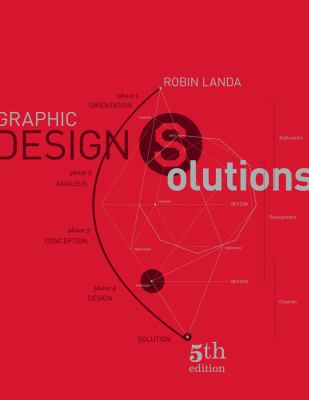 phase 1
ORIENTATION
ROBIN LANDA
GRAPHIC
DESIGN
Solutions
Exploration
phase 2
ANALYSIS
REVIEW
Development
phase 3
CONCEPTION
REVIEW
phase 4
DESIGN
Creation
SOLUTION
5th
edition